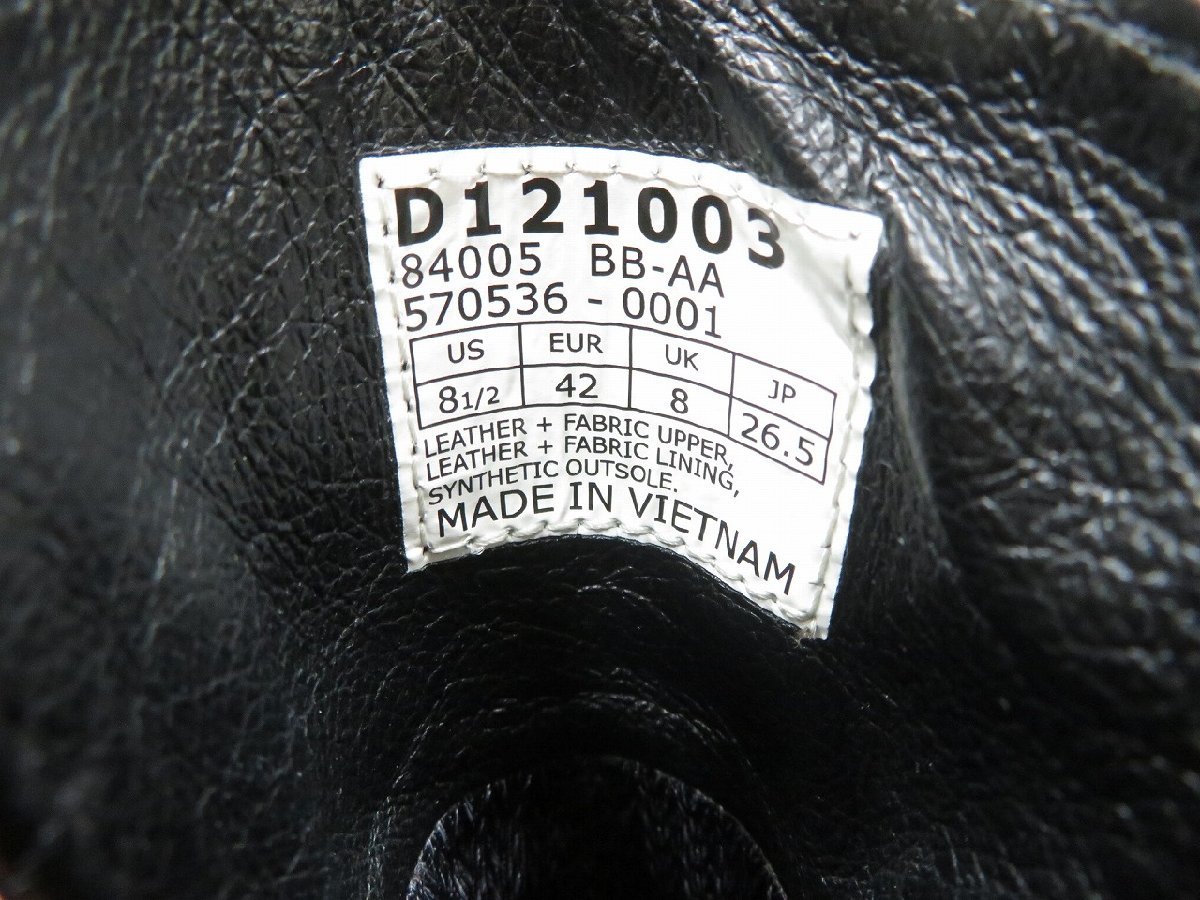 D121003
84005 BB-AA
570536 - 0001
US EUR UK JP
8 1/2 42 8 26.5
LEATHER + FABRIC UPPER,
LEATHER + FABRIC LINING,
SYNTHETIC OUTSOLE.
MADE IN VIETNAM